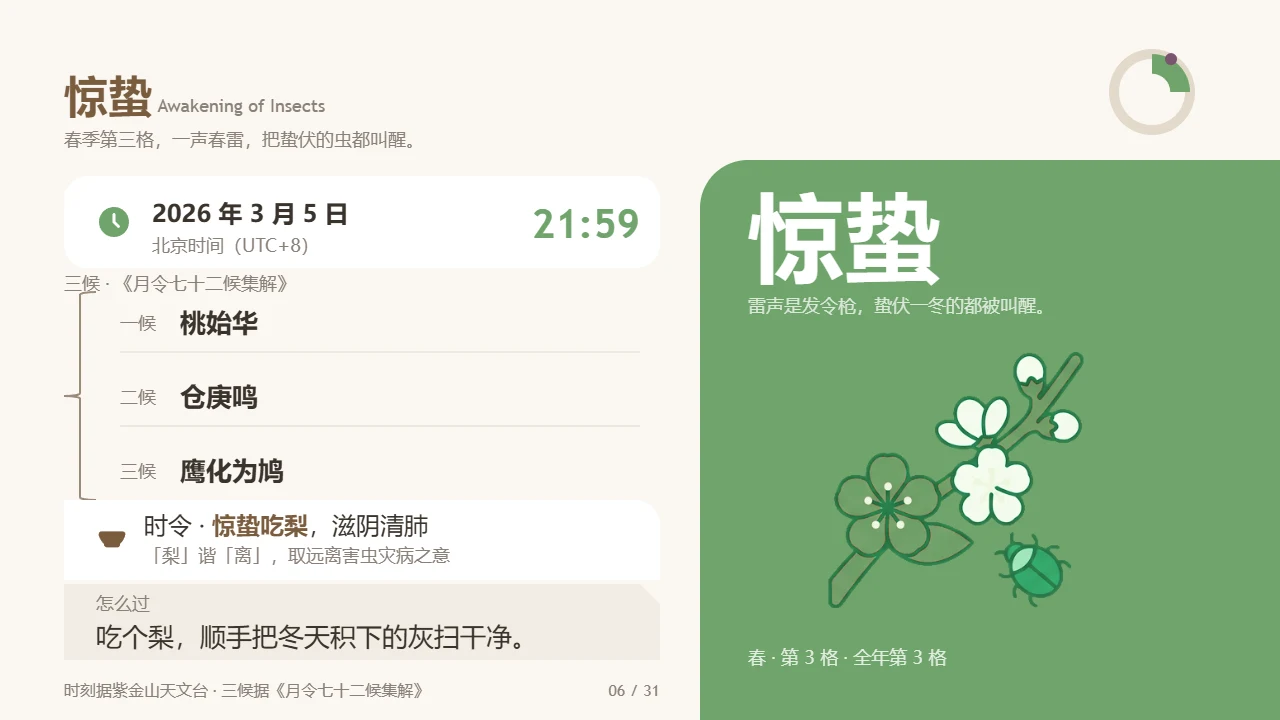 惊蛰 Awakening of Insects
春季第三格，一声春雷，把蛰伏的虫都叫醒。
2026 年 3 月 5 日
北京时间（UTC+8）
21:59
三候 ·《月令七十二候集解》
一候 桃始华
二候 仓庚鸣
三候 鹰化为鸠
时令 · 惊蛰吃梨，滋阴清肺
「梨」谐「离」，取远离害虫灾病之意
怎么过
吃个梨，顺手把冬天积下的灰扫干净。
时刻据紫金山天文台 · 三候据《月令七十二候集解》
06 / 31
惊蛰
雷声是发令枪，蛰伏一冬的都被叫醒。
春 · 第 3 格 · 全年第 3 格